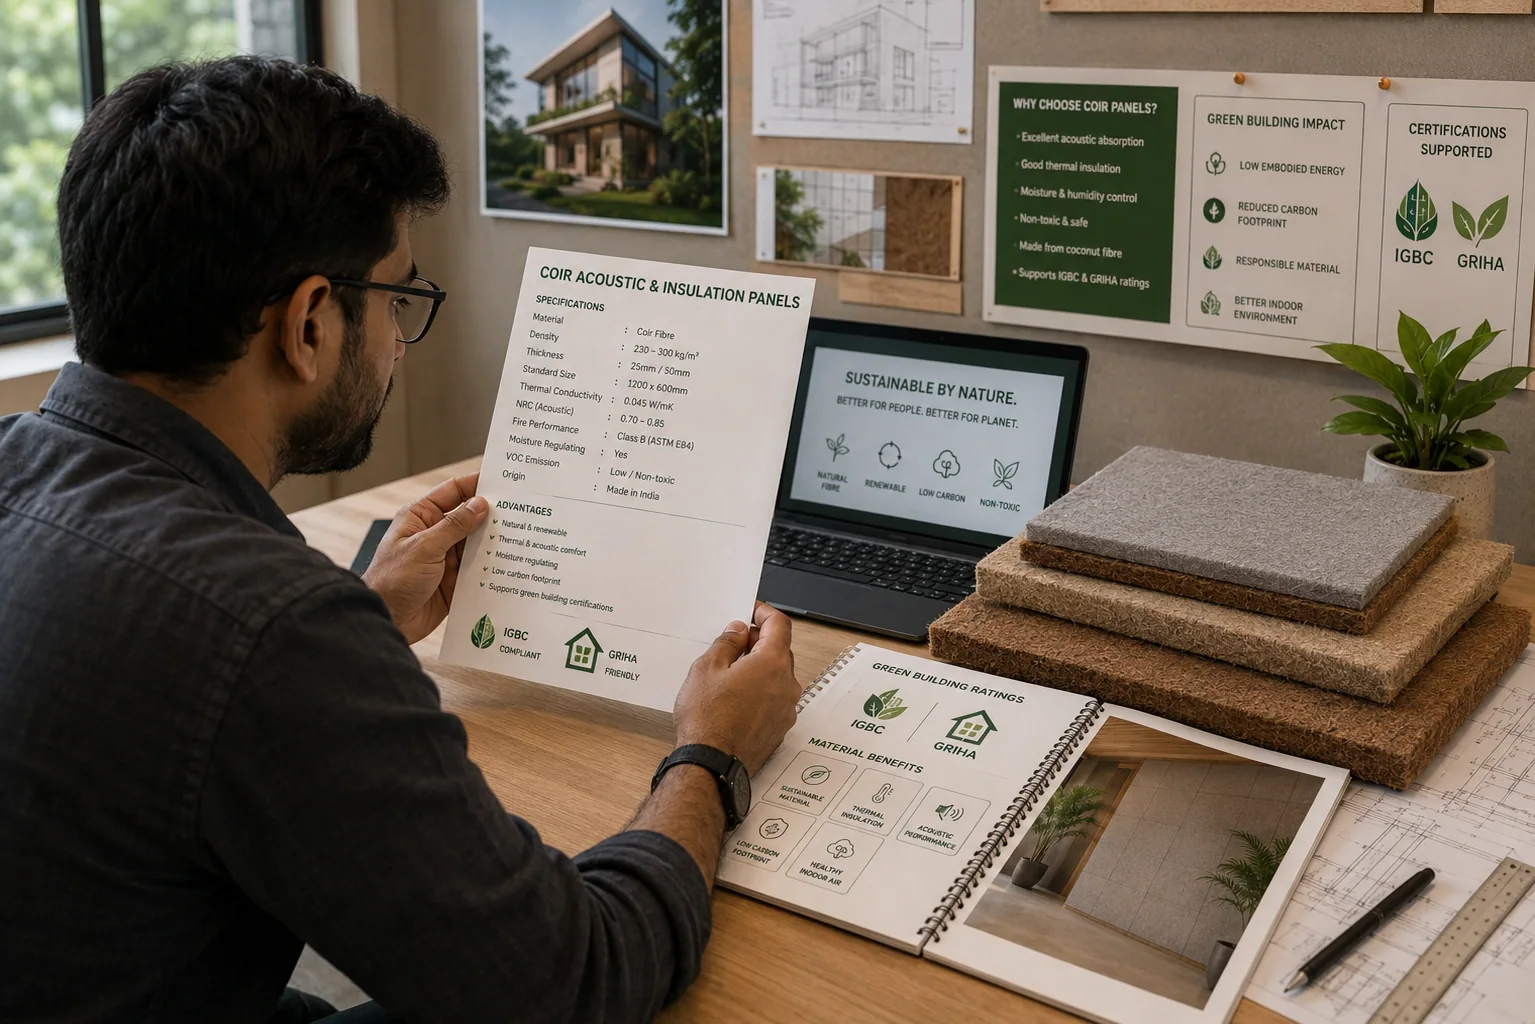 COIR ACOUSTIC & INSULATION PANELS
SPECIFICATIONS
Material : Coir Fibre
Density : 230 – 300 kg/m³
Thickness : 25mm / 50mm
Standard Size : 1200 x 600mm
Thermal Conductivity : 0.045 W/mK
NRC (Acoustic) : 0.70 – 0.85
Fire Performance : Class B (ASTM E84)
Moisture Regulating : Yes
VOC Emission : Low / Non-toxic
Origin : Made in India
ADVANTAGES
Natural & renewable
Thermal & acoustic comfort
Moisture regulating
Low carbon footprint
Supports green building certifications
IGBC
COMPLIANT
GRIHA
FRIENDLY
WHY CHOOSE COIR PANELS?
• Excellent acoustic absorption
• Good thermal insulation
• Moisture & humidity control
• Non-toxic & safe
• Made from coconut fibre
• Supports IGBC & GRIHA ratings
GREEN BUILDING IMPACT
LOW EMBODIED ENERGY
REDUCED CARBON
FOOTPRINT
RESPONSIBLE MATERIAL
BETTER INDOOR
ENVIRONMENT
CERTIFICATIONS
SUPPORTED
IGBC
GRIHA
SUSTAINABLE BY NATURE.
BETTER FOR PEOPLE. BETTER FOR PLANET.
NATURAL
FIBRE
RENEWABLE
LOW CARBON
NON-TOXIC
GREEN BUILDING RATINGS
IGBC
GRIHA
MATERIAL BENEFITS
SUSTAINABLE
MATERIAL
THERMAL
INSULATION
ACOUSTIC
PERFORMANCE
LOW CARBON
FOOTPRINT
HEALTHY
INDOOR AIR